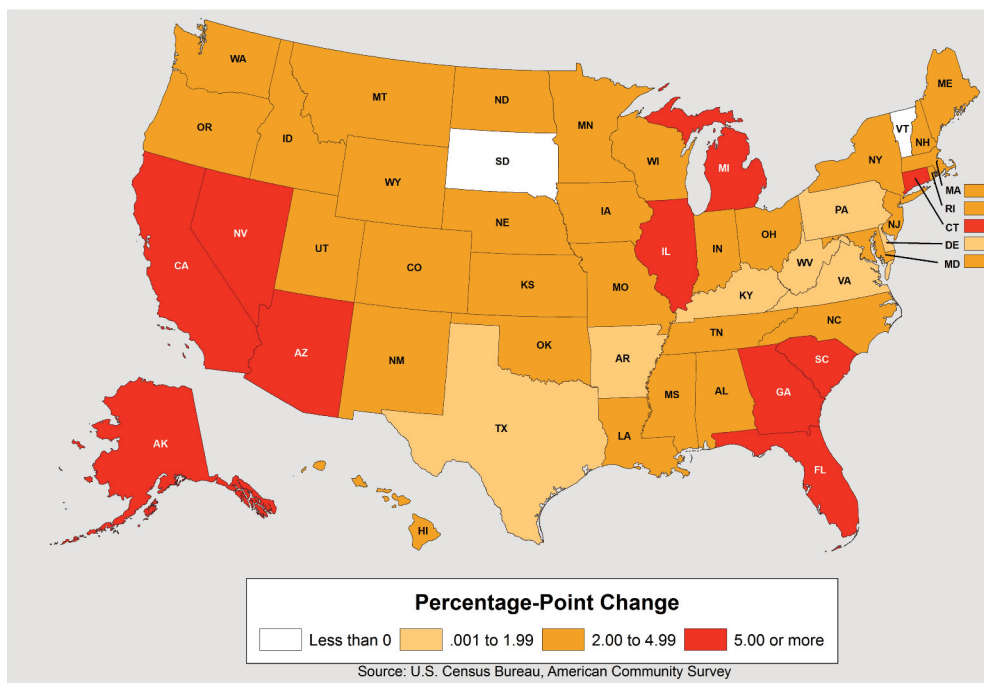 WA
MT
ND
MN
ME
VT
NH
OR
ID
SD
WI
MI
NY
WY
MA
RI
IA
PA
NJ
CT
NE
OH
DE
NV
UT
IL
IN
MD
CA
CO
WV
VA
KS
MO
KY
NC
TN
AZ
NM
OK
AR
SC
MS
AL
GA
TX
LA
AK
FL
HI
Percentage-Point Change
Less than 0 .001 to 1.99 2.00 to 4.99 5.00 or more
Source: U.S. Census Bureau, American Community Survey